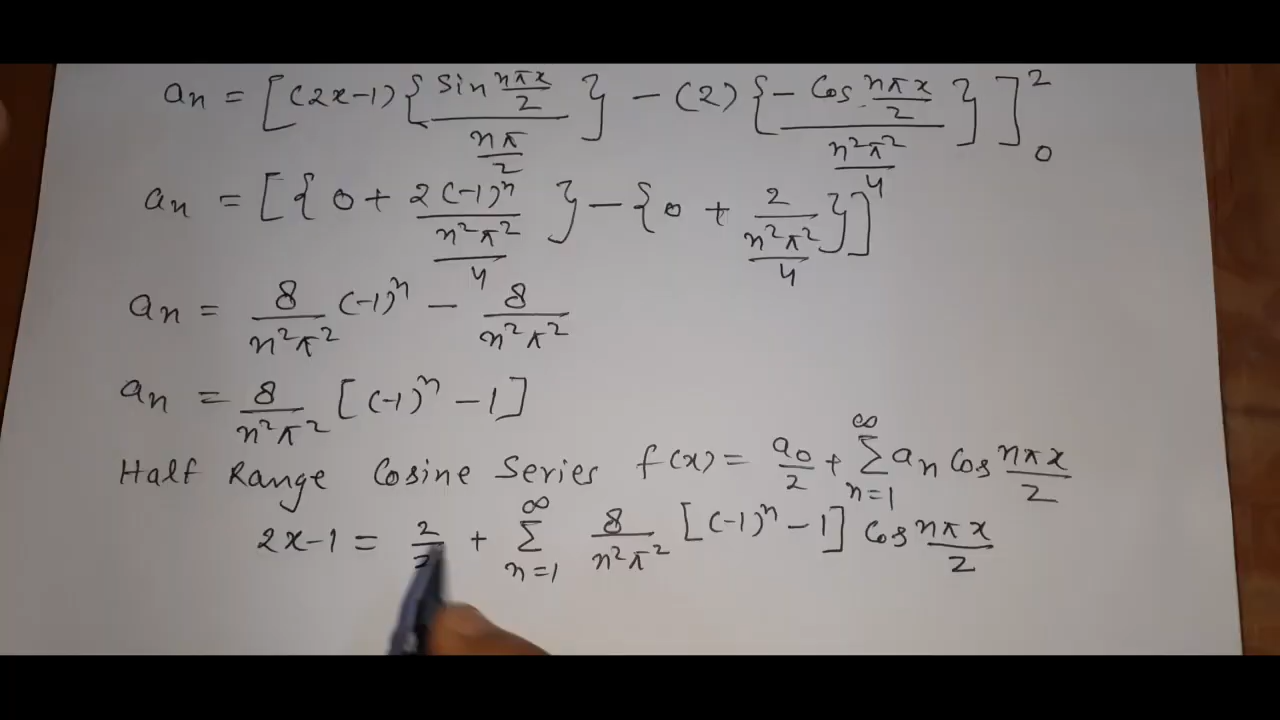 an = [(2x-1){(sin nπx/2)/(nπ/2)} - (2){(-cos nπx/2)/(n²π²/4)}]₀²
an = [{0 + 2(-1)ⁿ/(n²π²/4)} - {0 + 2/(n²π²/4)}]
an = 8/n²π² (-1)ⁿ - 8/n²π²
an = 8/n²π² [(-1)ⁿ - 1]
Half Range Cosine Series f(x) = a₀/2 + ∑ₙ₌₁^∞ an cos nπx/2
2x-1 = 2/2 + ∑ₙ₌₁^∞ 8/n²π² [(-1)ⁿ - 1] cos nπx/2